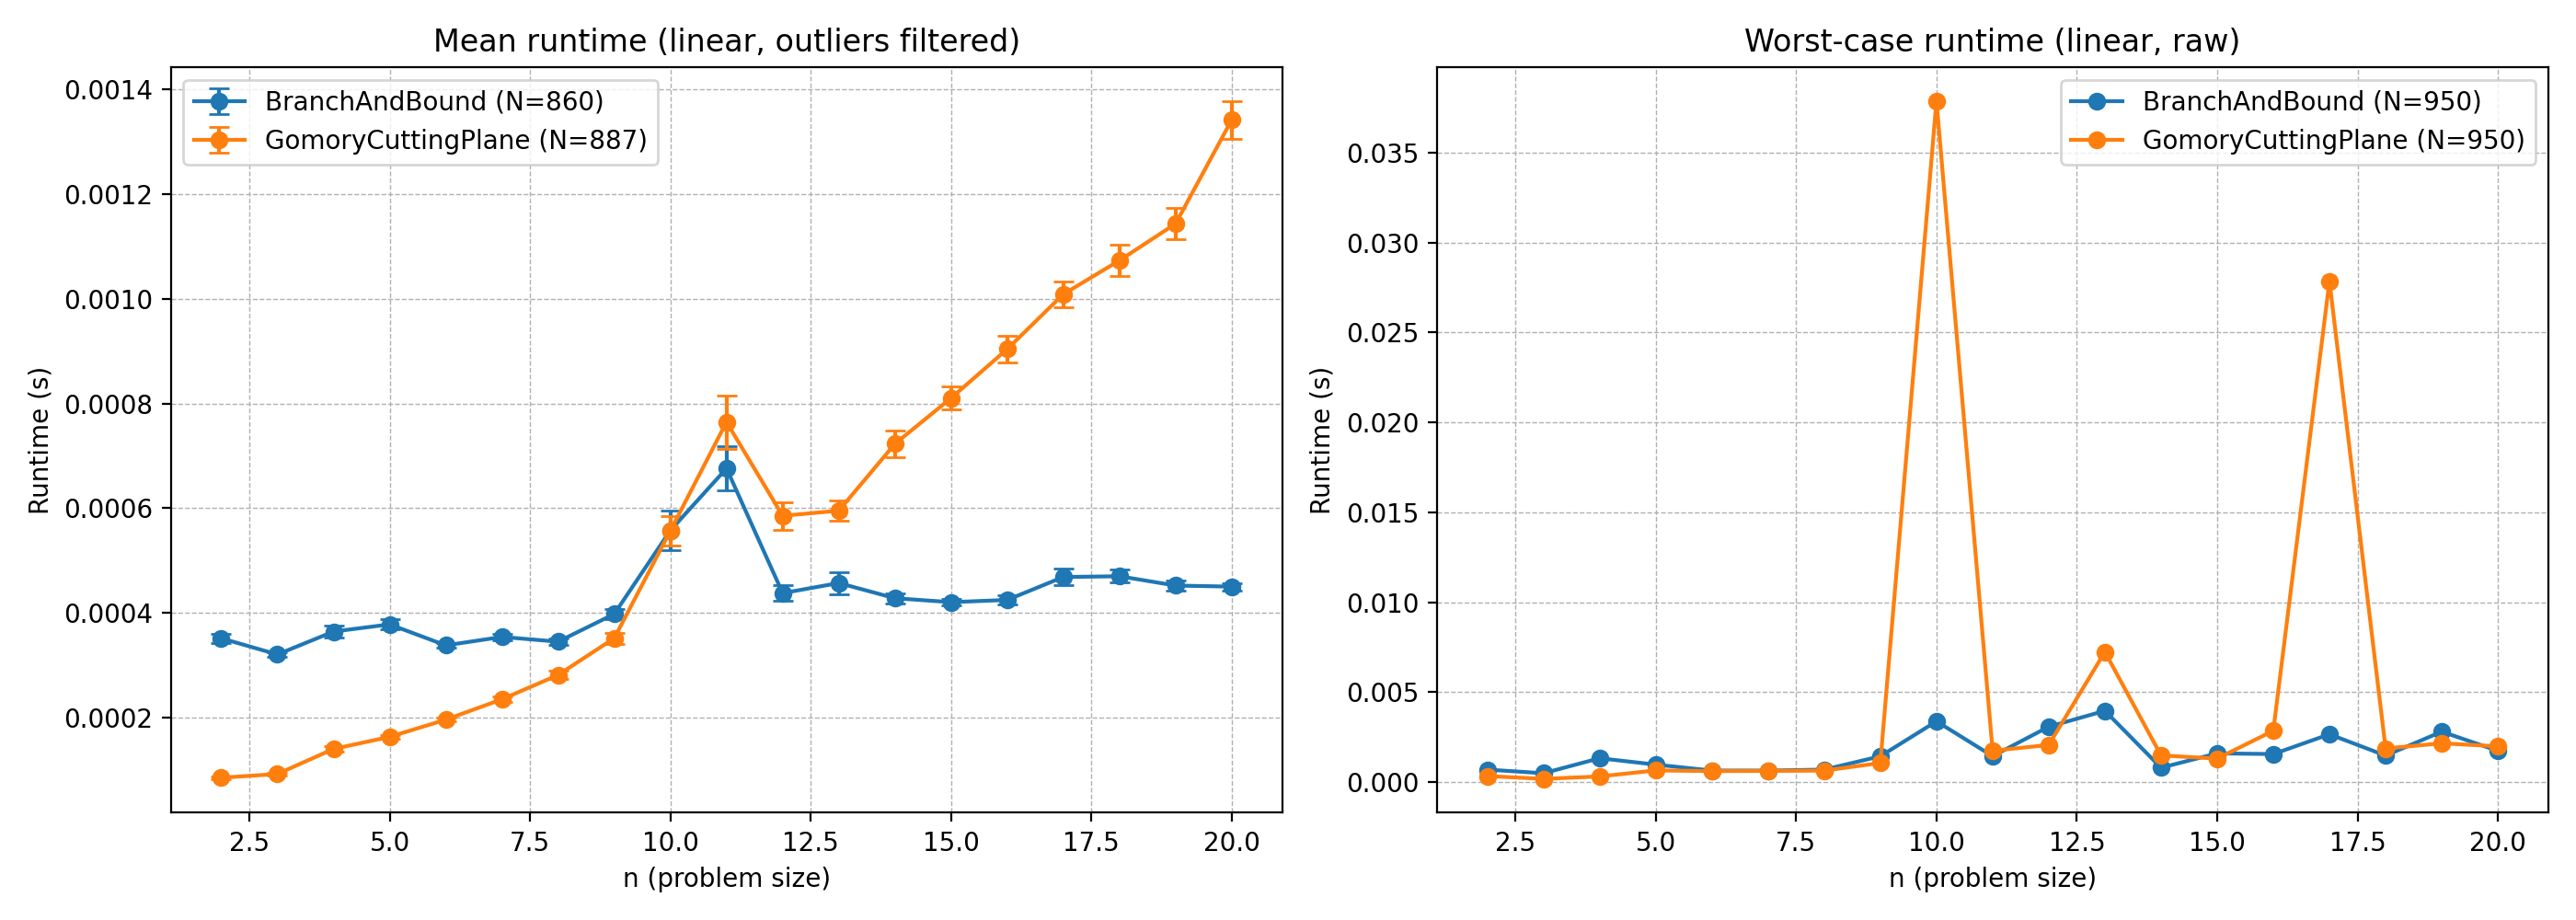 Mean runtime (linear, outliers filtered)
BranchAndBound (N=860)
GomoryCuttingPlane (N=887)
Runtime (s)
0.0014
0.0012
0.0010
0.0008
0.0006
0.0004
0.0002
2.5 5.0 7.5 10.0 12.5 15.0 17.5 20.0
n (problem size)
Worst-case runtime (linear, raw)
BranchAndBound (N=950)
GomoryCuttingPlane (N=950)
Runtime (s)
0.035
0.030
0.025
0.020
0.015
0.010
0.005
0.000
2.5 5.0 7.5 10.0 12.5 15.0 17.5 20.0
n (problem size)